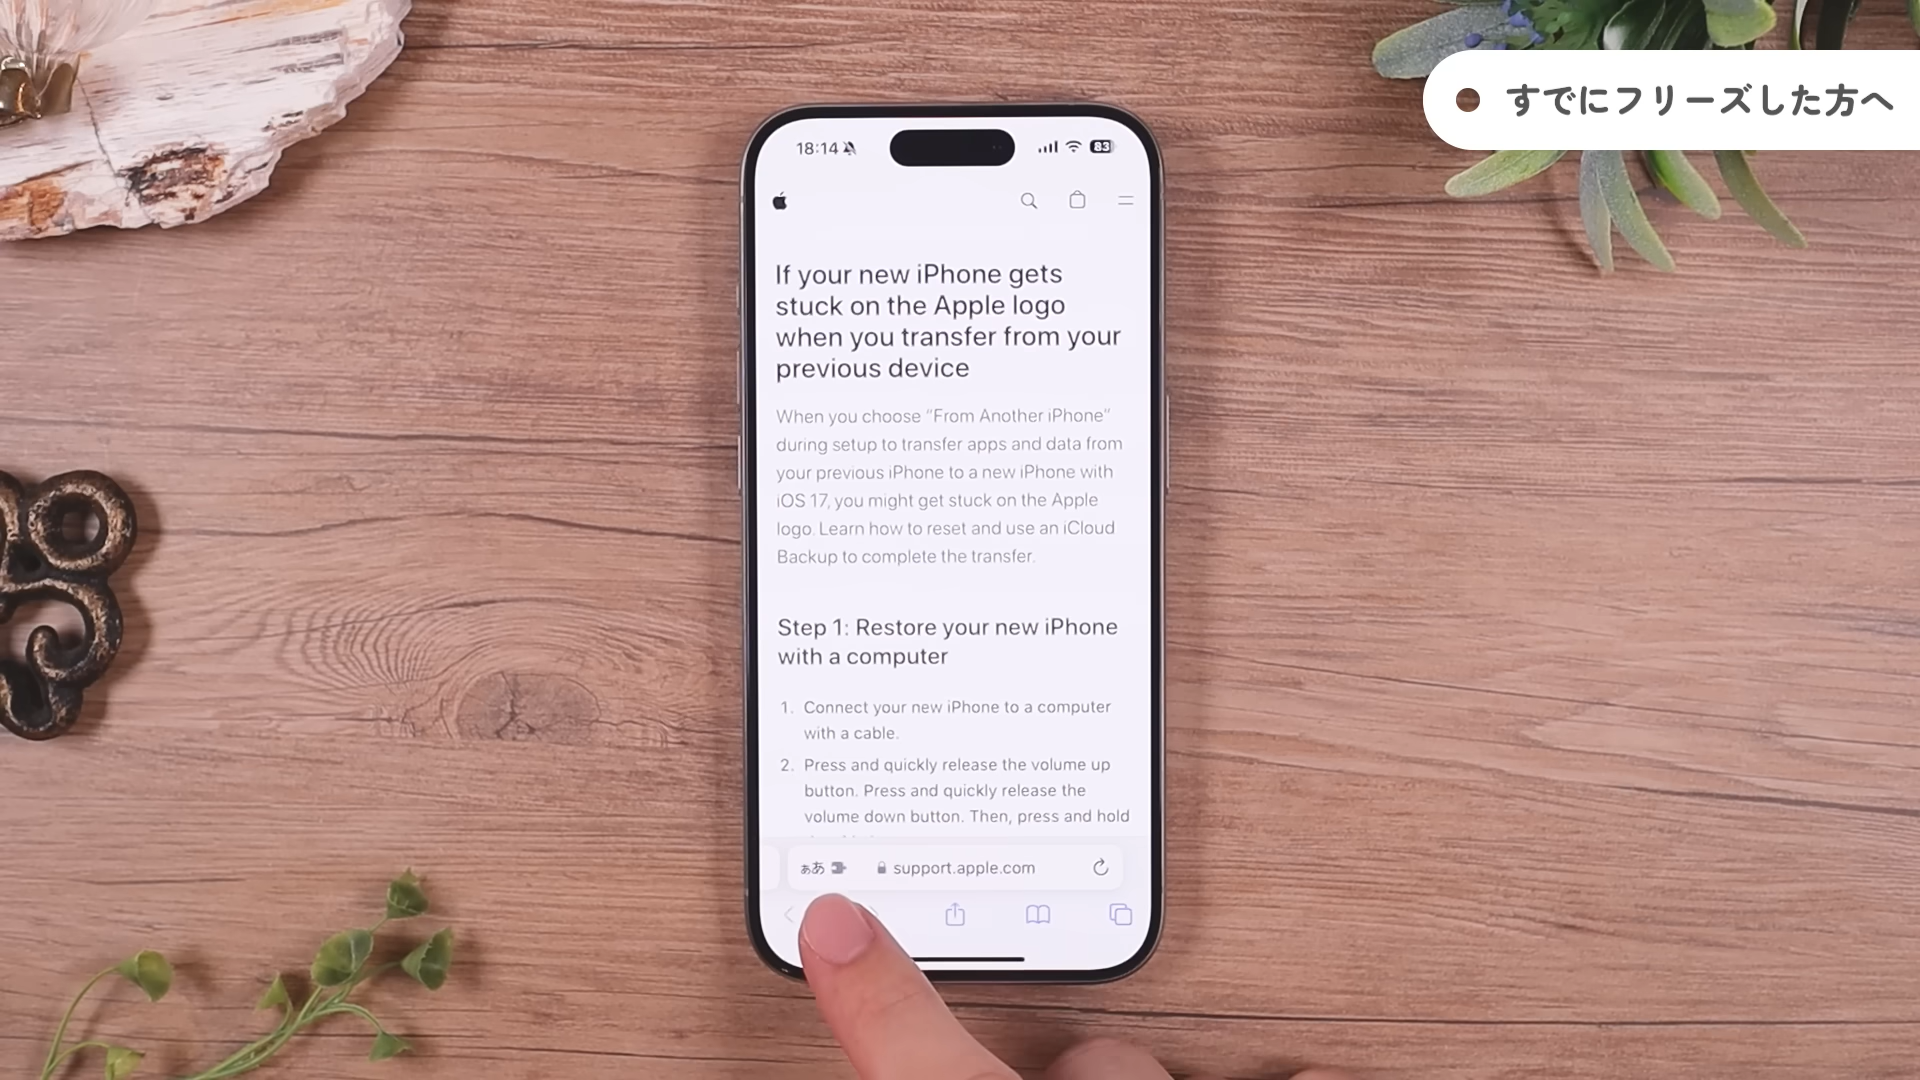 すでにフリーズした方へ
18:14
83
If your new iPhone gets
stuck on the Apple logo
when you transfer from your
previous device
When you choose “From Another iPhone”
during setup to transfer apps and data from
your previous iPhone to a new iPhone with
iOS 17, you might get stuck on the Apple
logo. Learn how to reset and use an iCloud
Backup to complete the transfer.
Step 1: Restore your new iPhone
with a computer
1. Connect your new iPhone to a computer
with a cable.
2. Press and quickly release the volume up
button. Press and quickly release the
volume down button. Then, press and hold
ぁあ
support.apple.com